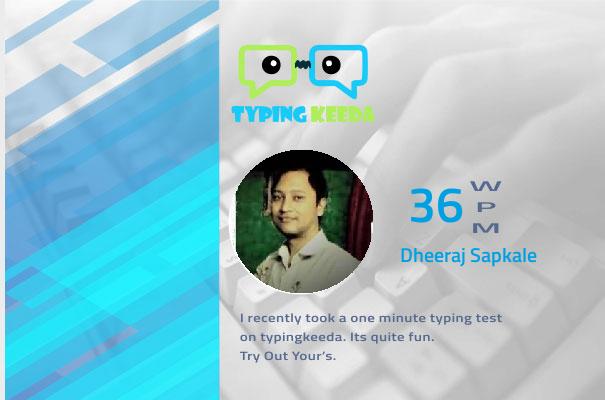 TYPING KEEDA
36 WPM
Dheeraj Sapkale
I recently took a one minute typing test
on typingkeeda. Its quite fun.
Try Out Your's.